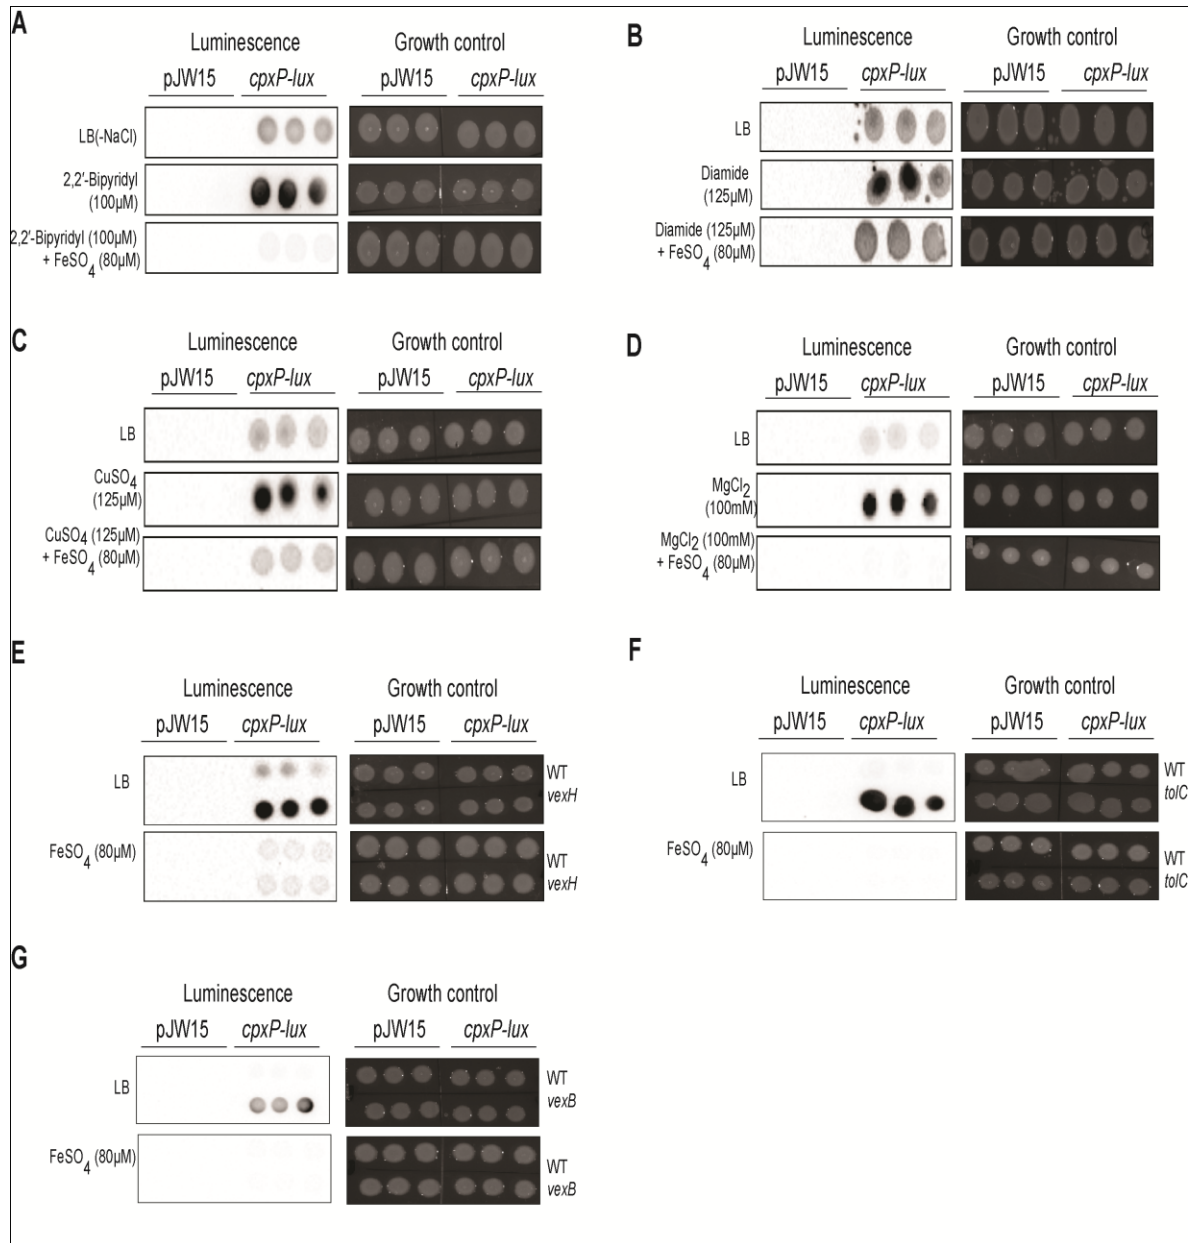 A
Luminescence
Growth control
pJW15
cpxP-lux
pJW15
cpxP-lux
LB(-NaCl)
2,2'-Bipyridyl
(100µM)
2,2'-Bipyridyl (100µM)
+ FeSO4 (80µM)
B
Luminescence
Growth control
pJW15
cpxP-lux
pJW15
cpxP-lux
LB
Diamide
(125µM)
Diamide (125µM)
+ FeSO4 (80µM)
C
Luminescence
Growth control
pJW15
cpxP-lux
pJW15
cpxP-lux
LB
CuSO4
(125µM)
CuSO4 (125µM)
+ FeSO4 (80µM)
D
Luminescence
Growth control
pJW15
cpxP-lux
pJW15
cpxP-lux
LB
MgCl2
(100mM)
MgCl2 (100mM)
+ FeSO4 (80µM)
E
Luminescence
Growth control
pJW15
cpxP-lux
pJW15
cpxP-lux
LB
WT
vexH
FeSO4 (80µM)
WT
vexH
F
Luminescence
Growth control
pJW15
cpxP-lux
pJW15
cpxP-lux
LB
WT
tolC
FeSO4 (80µM)
WT
tolC
G
Luminescence
Growth control
pJW15
cpxP-lux
pJW15
cpxP-lux
LB
WT
vexB
FeSO4 (80µM)
WT
vexB